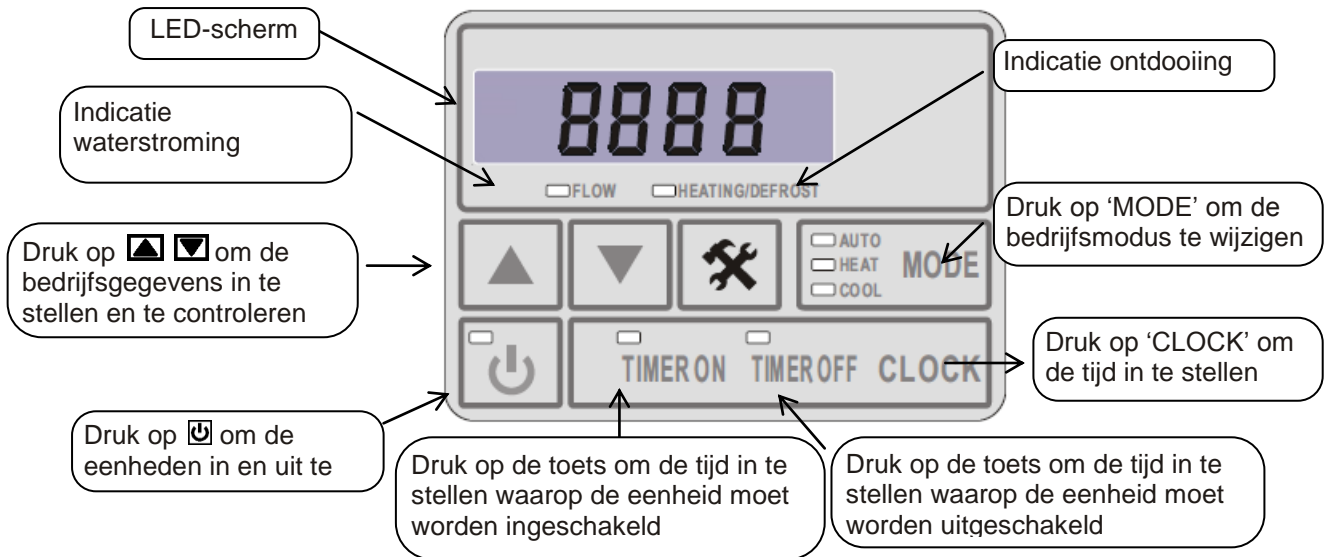 LED-scherm
Indicatie ontdooiing
Indicatie
waterstroming
8888
FLOW HEATING/DEFROST
Druk op ▲ ▼ om de
bedrijfsgegevens in te
stellen en te controleren
AUTO
HEAT
COOL
MODE
Druk op ‘MODE’ om de
bedrijfsmodus te wijzigen
TIMER ON TIMER OFF CLOCK
Druk op ‘CLOCK’ om
de tijd in te stellen
Druk op ⏻ om de
eenheden in en uit te
Druk op de toets om de tijd in te
stellen waarop de eenheid moet
worden ingeschakeld
Druk op de toets om de tijd in te
stellen waarop de eenheid moet
worden uitgeschakeld